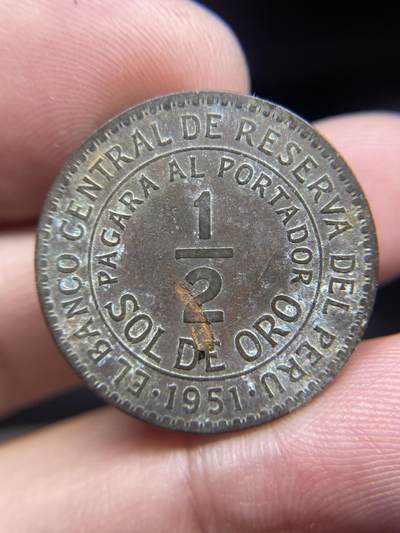 EL BANCO CENTRAL DE RESERVA DEL PERU
PAGARA AL PORTADOR
1/2
SOL DE ORO
·1951·